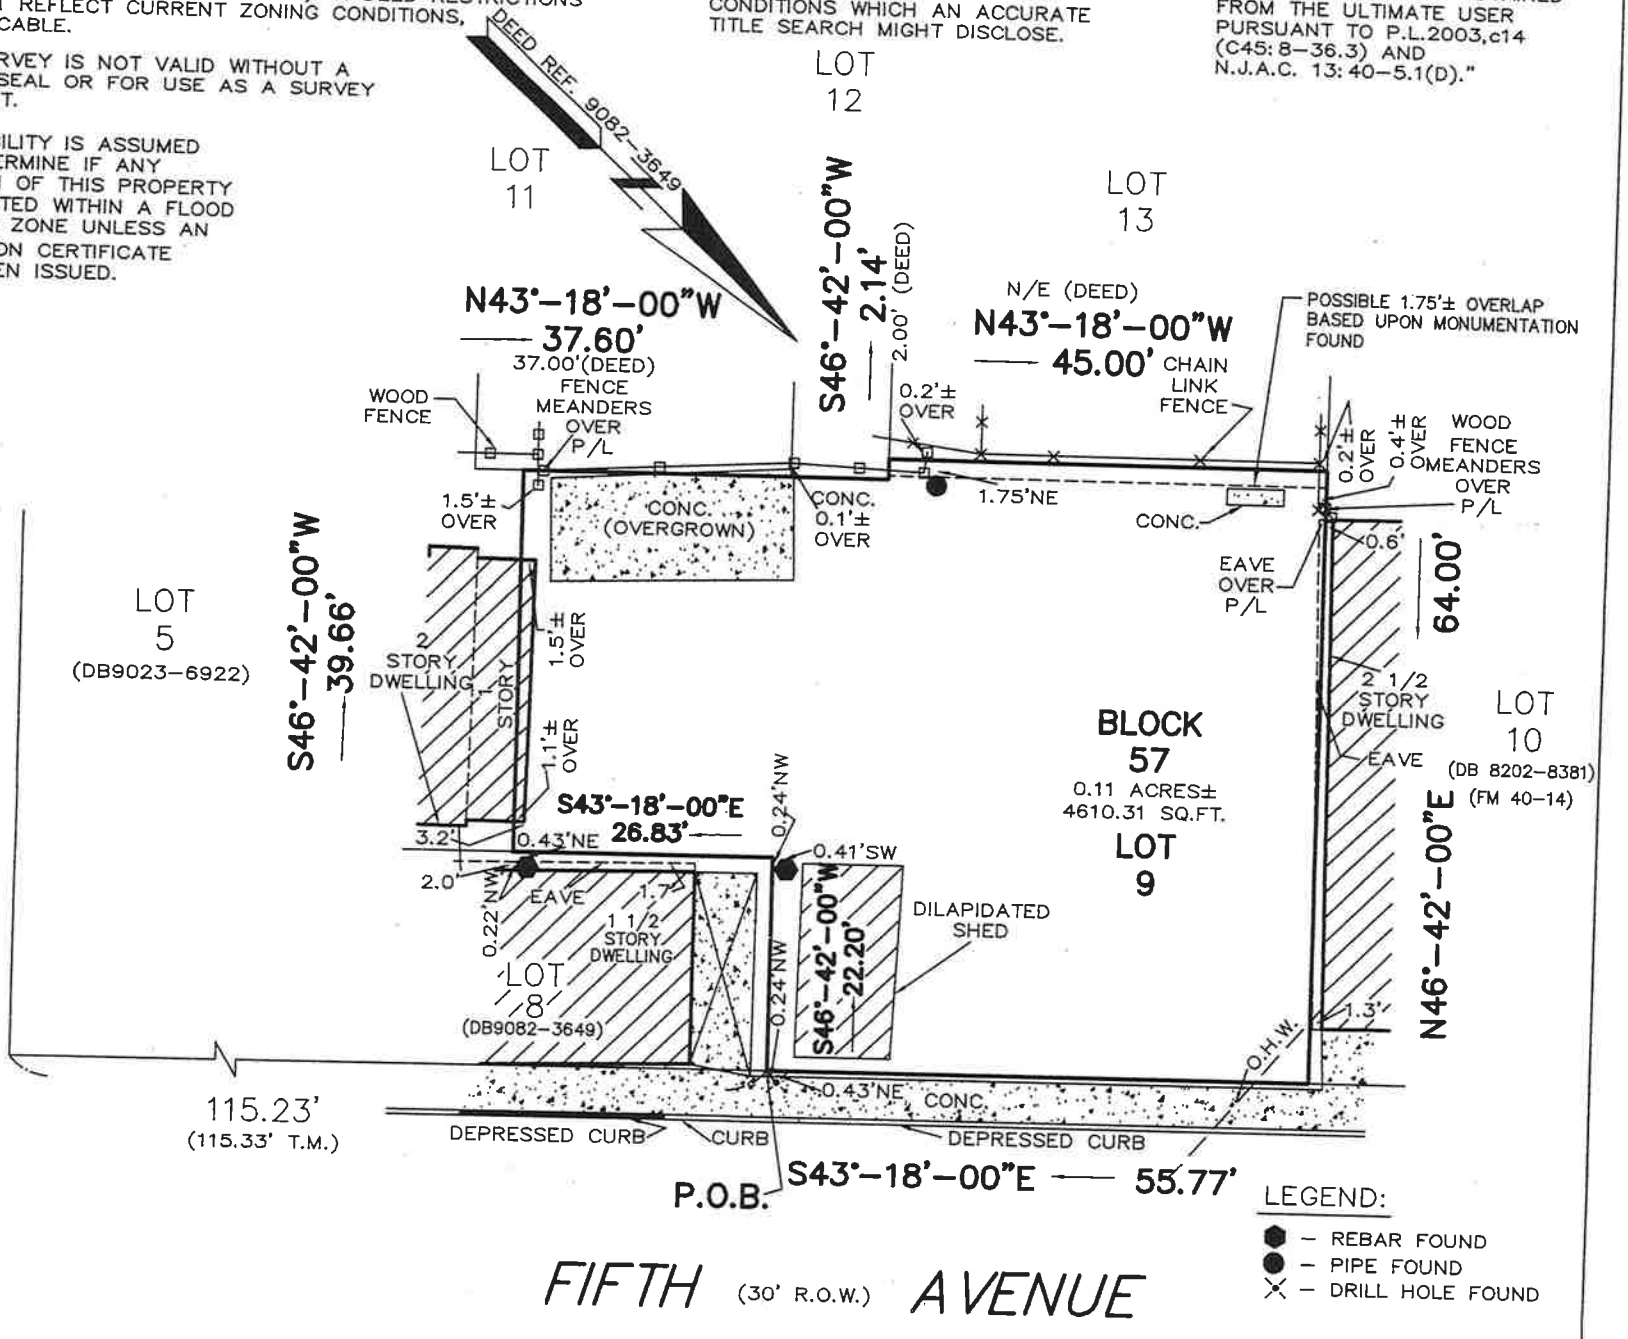 REFLECT CURRENT ZONING CONDITIONS,
CABLE.
RVEY IS NOT VALID WITHOUT A
SEAL OR FOR USE AS A SURVEY
T.
ILITY IS ASSUMED
ERMINE IF ANY
OF THIS PROPERTY
TED WITHIN A FLOOD
ZONE UNLESS AN
ON CERTIFICATE
EN ISSUED.
CONDITIONS WHICH AN ACCURATE
TITLE SEARCH MIGHT DISCLOSE.
FROM THE ULTIMATE USER
PURSUANT TO P.L.2003,c14
(C45:8-36.3) AND
N.J.A.C. 13:40-5.1(D)."
DEED REF. 9082-3649
LOT
11
LOT
12
LOT
13
N43°-18'-00"W
37.60'
37.00'(DEED)
FENCE
MEANDERS
OVER
P/L
WOOD
FENCE
S46°-42'-00"W
2.14'
2.00' (DEED)
N/E (DEED)
N43°-18'-00"W
45.00'
CHAIN
LINK
FENCE
0.2'±
OVER
POSSIBLE 1.75'± OVERLAP
BASED UPON MONUMENTATION
FOUND
0.2'±
OVER
0.4'±
OVER
WOOD
FENCE
MEANDERS
OVER
P/L
1.5'±
OVER
CONC.
(OVERGROWN)
CONC.
0.1'±
OVER
1.75'NE
CONC.
0.6'
EAVE
OVER
P/L
64.00'
N46°-42'-00"E
LOT
5
(DB9023-6922)
S46°-42'-00"W
39.66'
2
STORY
DWELLING
STORY
1.5'±
OVER
1.1'±
OVER
S43°-18'-00"E
26.83'
3.2'
0.43'NE
0.24'NW
0.41'SW
2.0'
0.22'NW
EAVE
1.7'
1 1/2
STORY
DWELLING
LOT
8
(DB9082-3649)
0.24'NW
S46°-42'-00"W
22.20'
DILAPIDATED
SHED
BLOCK
57
0.11 ACRES±
4610.31 SQ.FT.
LOT
9
2 1/2
STORY
DWELLING
EAVE
LOT
10
(DB 8202-8381)
(FM 40-14)
1.3'
O.H.W.
0.43'NE
CONC.
115.23'
(115.33' T.M.)
DEPRESSED CURB
CURB
DEPRESSED CURB
P.O.B.
S43°-18'-00"E
55.77'
FIFTH (30' R.O.W.) AVENUE
LEGEND:
- REBAR FOUND
- PIPE FOUND
- DRILL HOLE FOUND